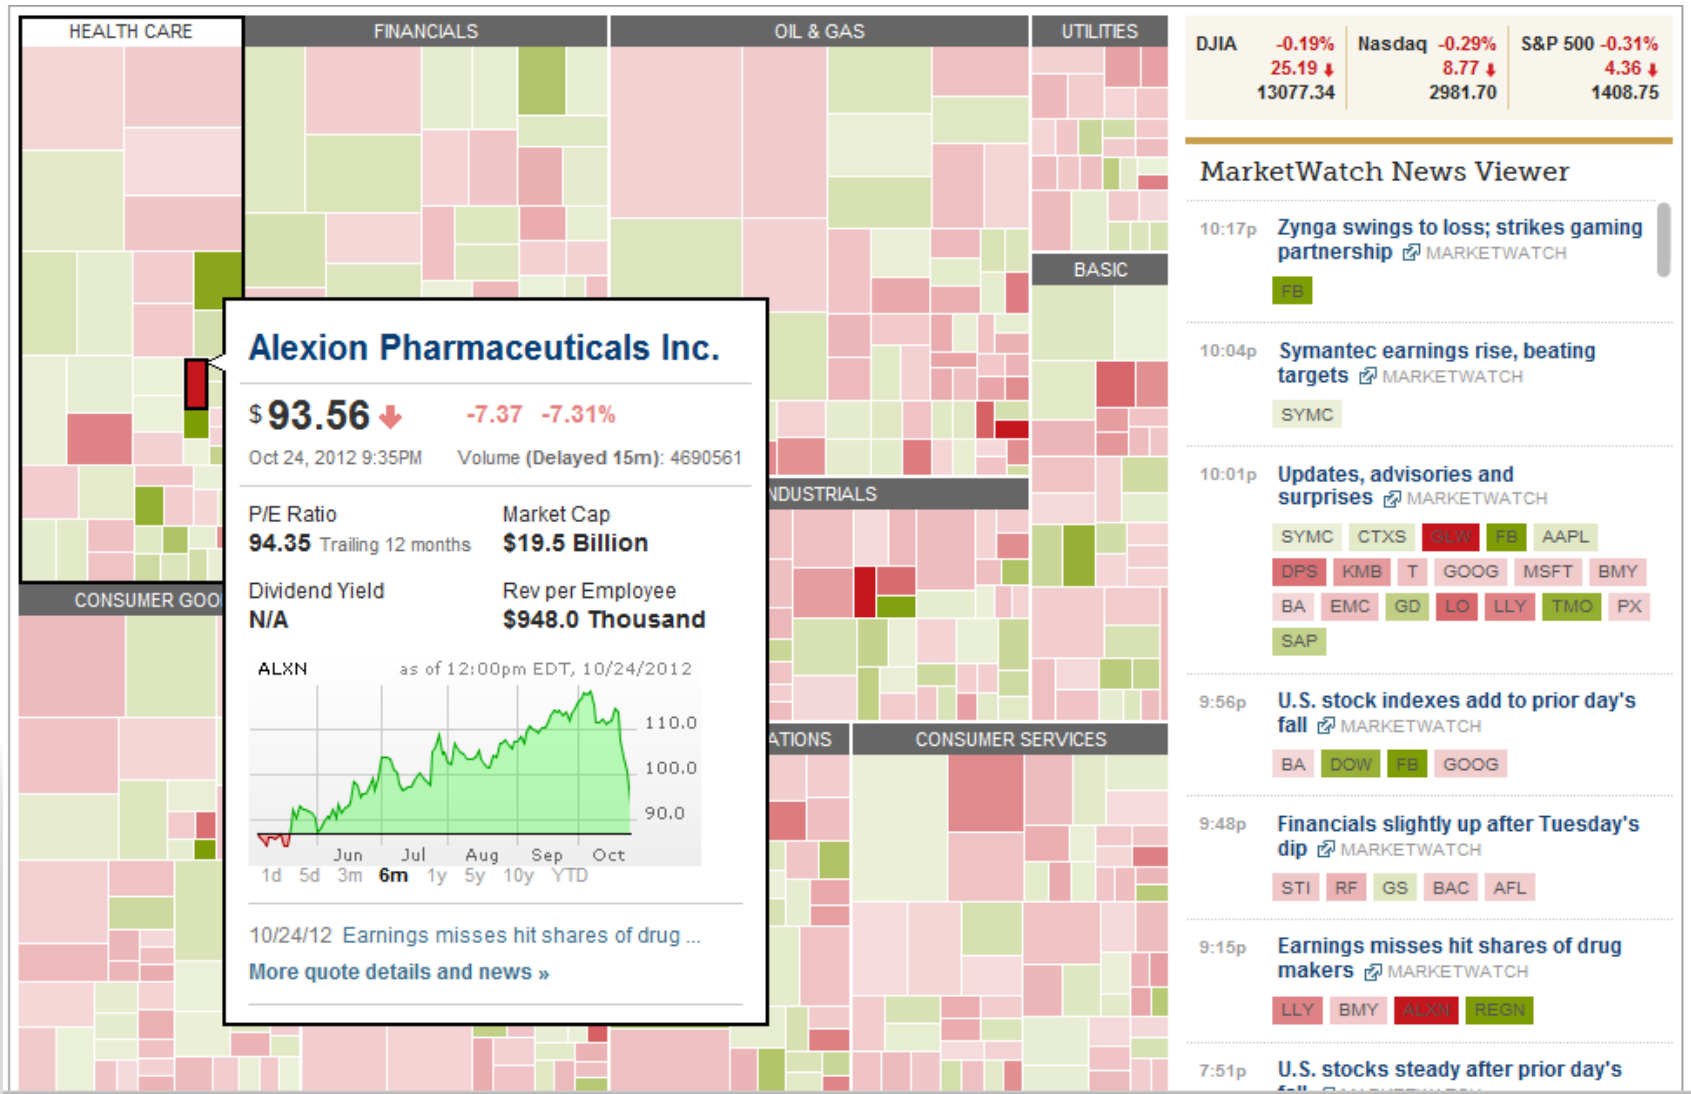 HEALTH CARE
FINANCIALS
OIL & GAS
UTILITIES
BASIC
NDUSTRIALS
CONSUMER GOO
ATIONS
CONSUMER SERVICES
Alexion Pharmaceuticals Inc.
$ 93.56 -7.37 -7.31%
Oct 24, 2012 9:35PM Volume (Delayed 15m): 4690561
P/E Ratio Market Cap
94.35 Trailing 12 months $19.5 Billion
Dividend Yield Rev per Employee
N/A $948.0 Thousand
ALXN as of 12:00pm EDT, 10/24/2012
110.0
100.0
90.0
Jun Jul Aug Sep Oct
1d 5d 3m 6m 1y 5y 10y YTD
10/24/12 Earnings misses hit shares of drug ...
More quote details and news »
DJIA -0.19% Nasdaq -0.29% S&P 500 -0.31%
25.19 8.77 4.36
13077.34 2981.70 1408.75
MarketWatch News Viewer
10:17p Zynga swings to loss; strikes gaming
partnership MARKETWATCH
FB
10:04p Symantec earnings rise, beating
targets MARKETWATCH
SYMC
10:01p Updates, advisories and
surprises MARKETWATCH
SYMC CTXS GLW FB AAPL
DPS KMB T GOOG MSFT BMY
BA EMC GD LO LLY TMO PX
SAP
9:56p U.S. stock indexes add to prior day's
fall MARKETWATCH
BA DOW FB GOOG
9:48p Financials slightly up after Tuesday's
dip MARKETWATCH
STI RF GS BAC AFL
9:15p Earnings misses hit shares of drug
makers MARKETWATCH
LLY BMY ALXN REGN
7:51p U.S. stocks steady after prior day's